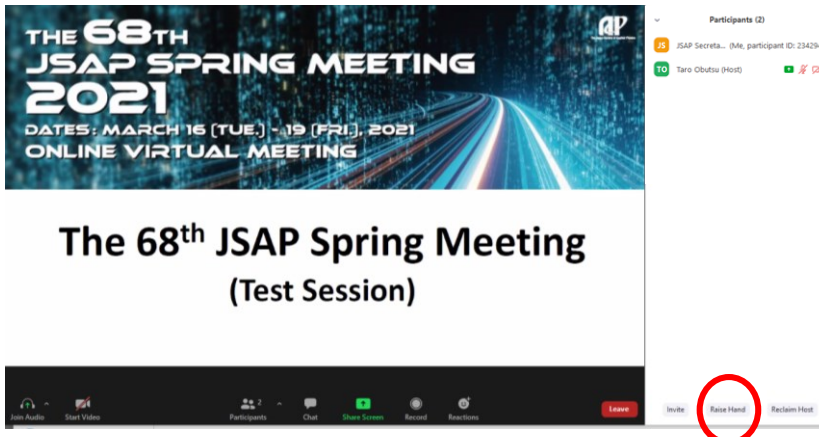 THE 68TH
JSAP SPRING MEETING
2021
DATES: MARCH 16 (TUE.) - 19 (FRI.), 2021
ONLINE VIRTUAL MEETING
The 68th JSAP Spring Meeting
(Test Session)
Join Audio
Start Video
2
Participants
Chat
Share Screen
Record
Reactions
Leave
Participants (2)
JS JSAP Secreta... (Me, participant ID: 23429
TO Taro Obutsu (Host)
Invite
Raise Hand
Reclaim Host